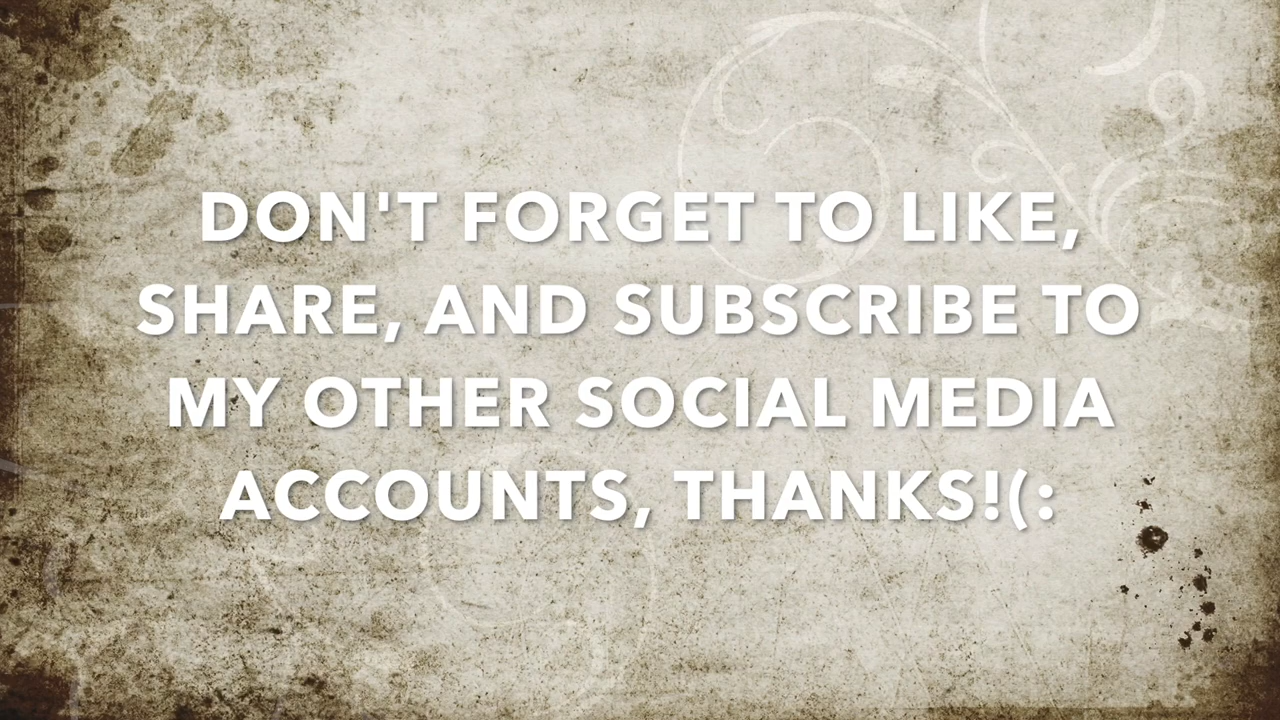 DON'T FORGET TO LIKE,
SHARE, AND SUBSCRIBE TO
MY OTHER SOCIAL MEDIA
ACCOUNTS, THANKS!(: